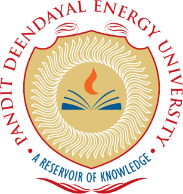 PANDIT DEENDAYAL ENERGY UNIVERSITY
• A RESERVOIR OF KNOWLEDGE •